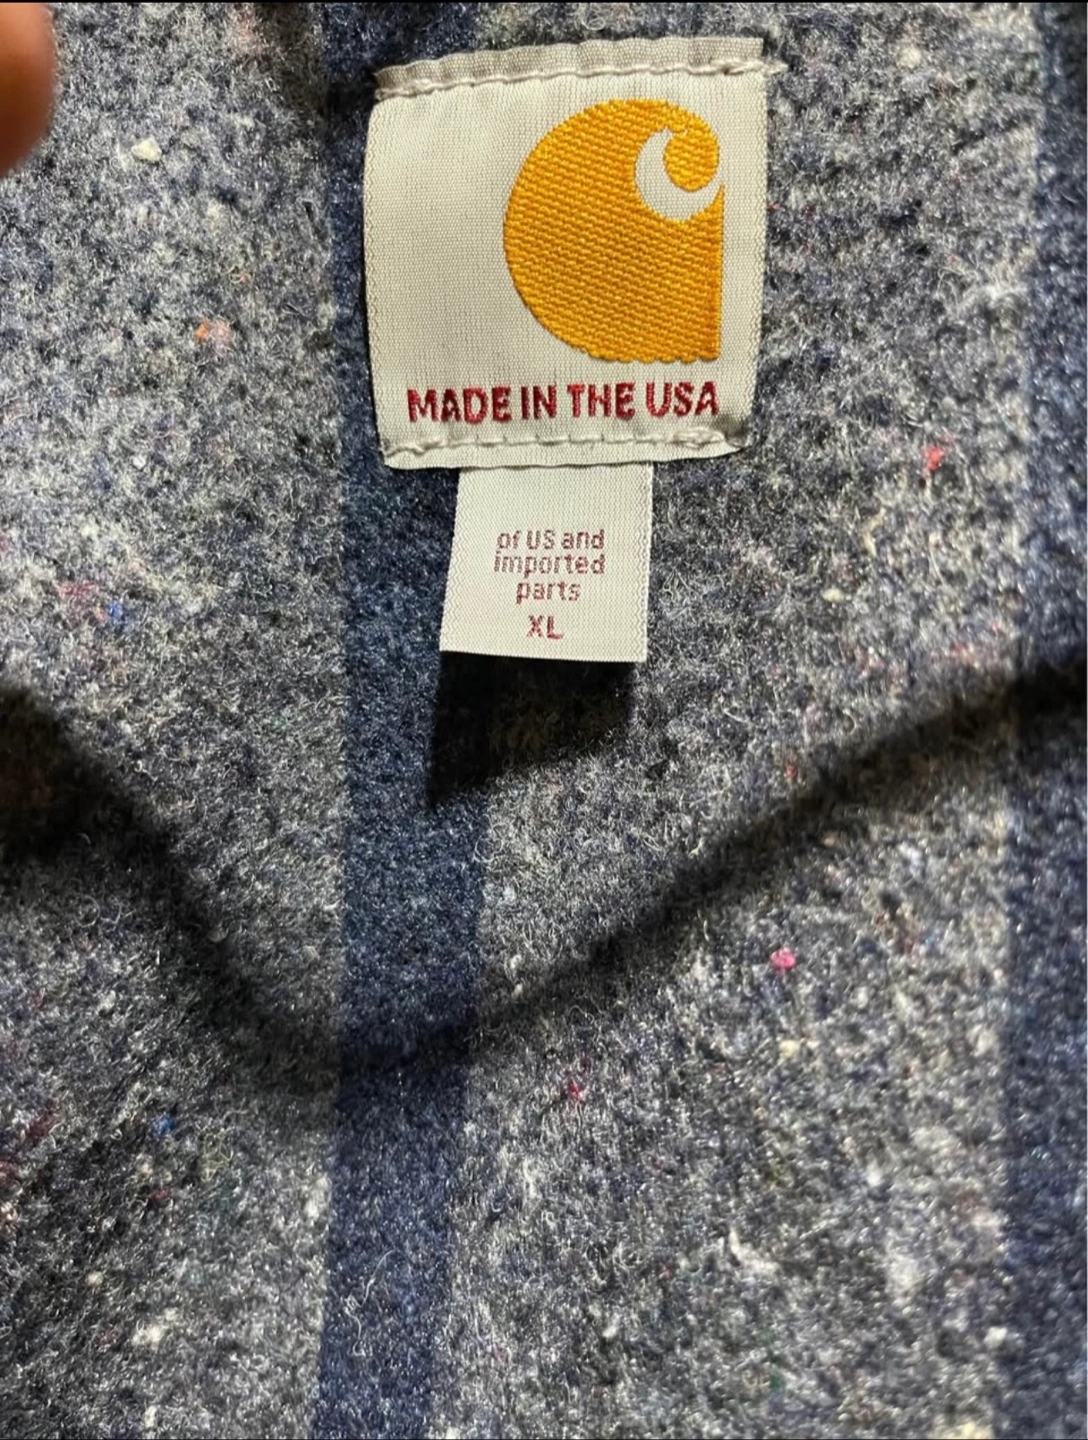 MADE IN THE USA
of US and
imported
parts
XL